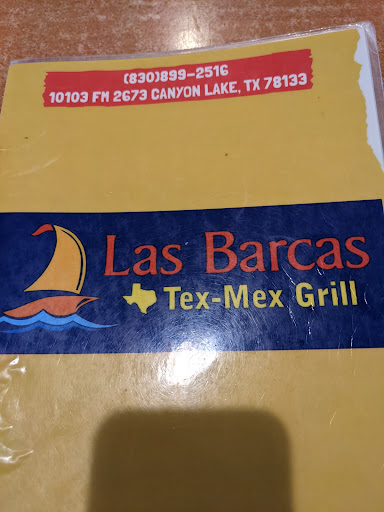 (830)899-2516
10103 FM 2673 CANYON LAKE, TX 78133
Las Barcas
Tex-Mex Grill